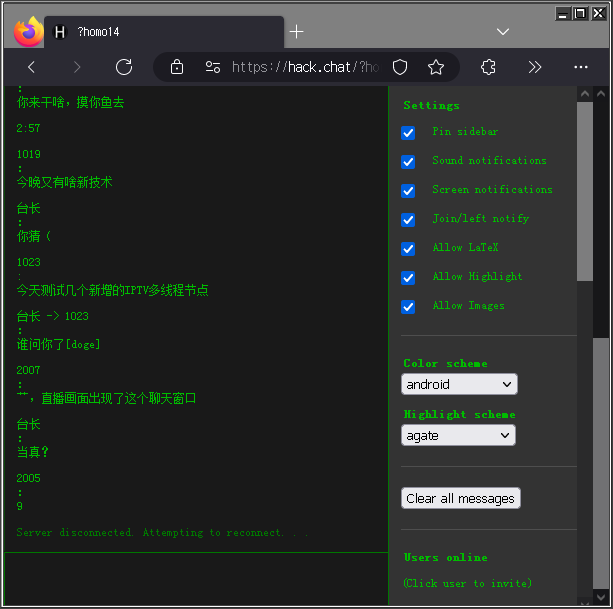 ?homo14
https://hack.chat/?ho
:
你来干啥，摸你鱼去
2:57
1019
:
今晚又有啥新技术
台长
:
你猜（
1023
:
今天测试几个新增的IPTV多线程节点
台长 -> 1023
:
谁问你了[doge]
2007
:
艹，直播画面出现了这个聊天窗口
台长
:
当真？
2005
:
9
Server disconnected. Attempting to reconnect. . .
Settings
Pin sidebar
Sound notifications
Screen notifications
Join/left notify
Allow LaTeX
Allow Highlight
Allow Images
Color scheme
android
Highlight scheme
agate
Clear all messages
Users online
(Click user to invite)